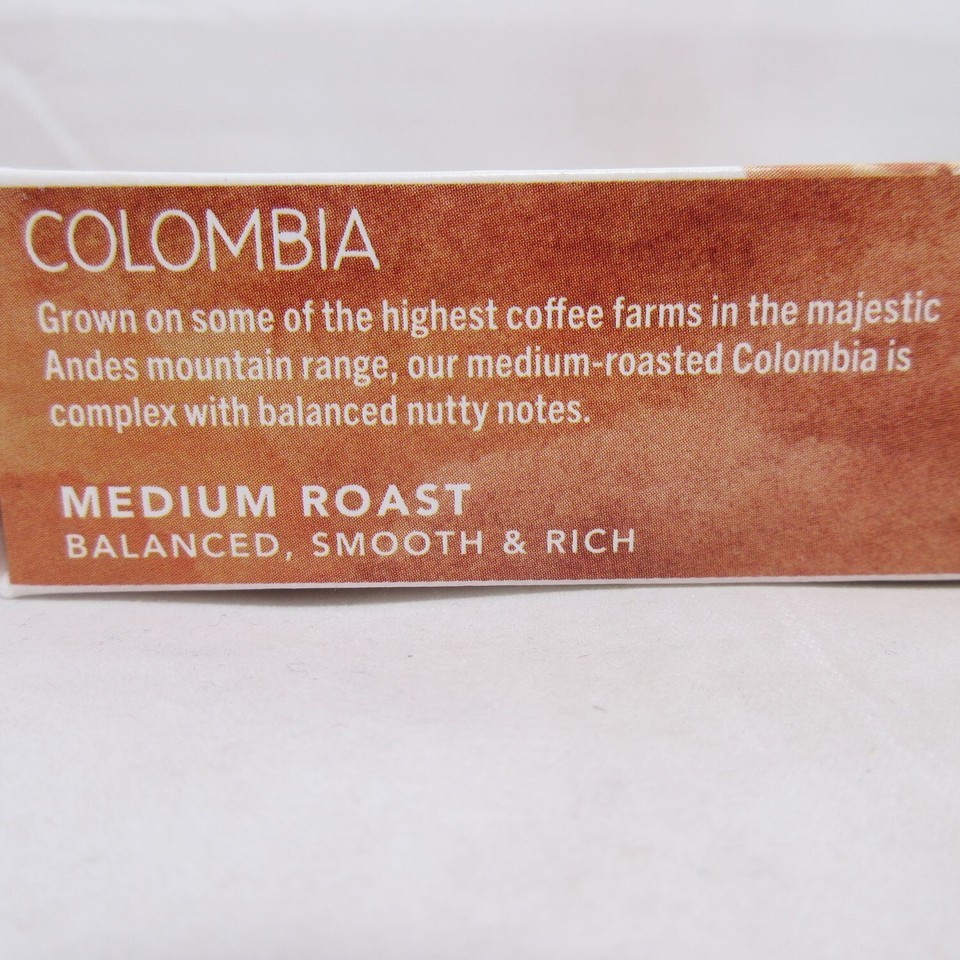 COLOMBIA
Grown on some of the highest coffee farms in the majestic
Andes mountain range, our medium-roasted Colombia is
complex with balanced nutty notes.
MEDIUM ROAST
BALANCED, SMOOTH & RICH